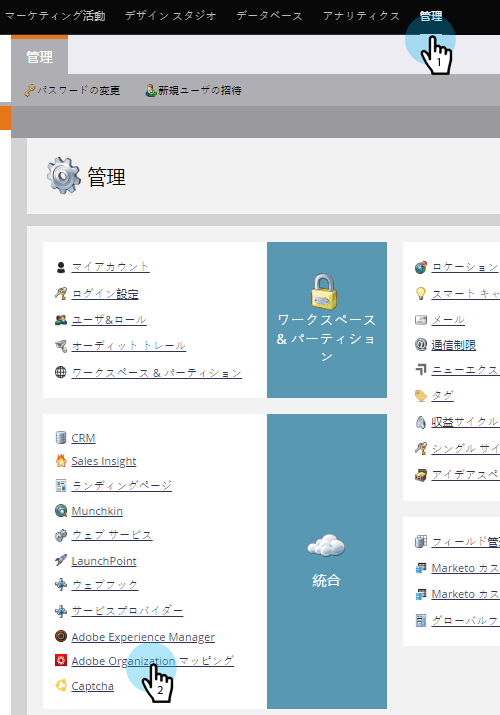 マーケティング活動 デザイン スタジオ データベース アナリティクス 管理
1
管理
パスワードの変更 新規ユーザの招待
管理
マイアカウント
ログイン設定
ユーザ&ロール
オーディット トレール
ワークスペース & パーティション
ワークスペース
& パーティショ
ン
ロケーション
スマート キャ
メール
通信制限
ニューエクス
タグ
収益サイクル
シングル サイ
アイデアスペ
CRM
Sales Insight
ランディングページ
Munchkin
ウェブ サービス
LaunchPoint
ウェブフック
サービスプロバイダー
Adobe Experience Manager
Adobe Organization マッピング
2
Captcha
統合
フィールド管
Marketo カス
Marketo カス
グローバルフ